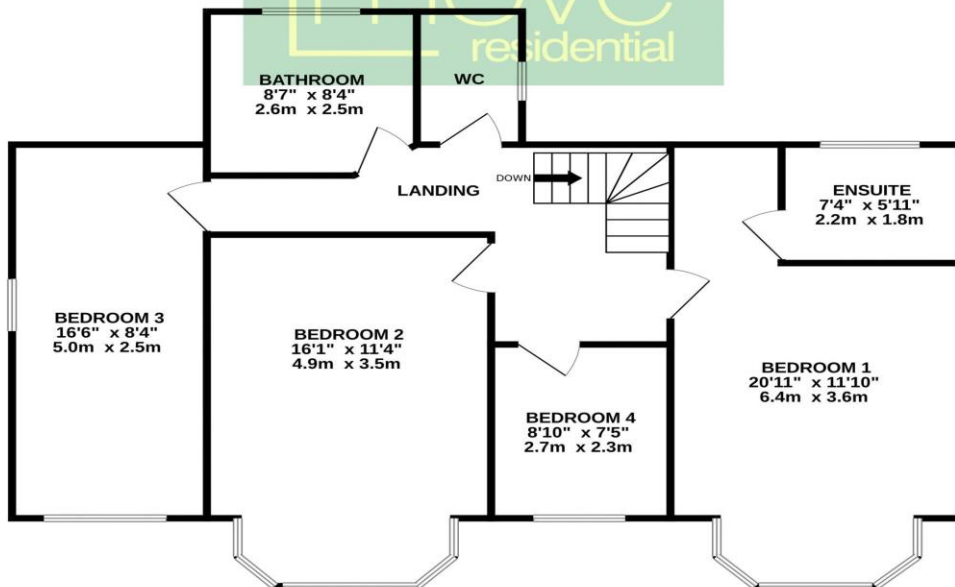 move
residential
BATHROOM
8'7" x 8'4"
2.6m x 2.5m
WC
DOWN
LANDING
ENSUITE
7'4" x 5'11"
2.2m x 1.8m
BEDROOM 3
16'6" x 8'4"
5.0m x 2.5m
BEDROOM 2
16'1" x 11'4"
4.9m x 3.5m
BEDROOM 1
20'11" x 11'10"
6.4m x 3.6m
BEDROOM 4
8'10" x 7'5"
2.7m x 2.3m